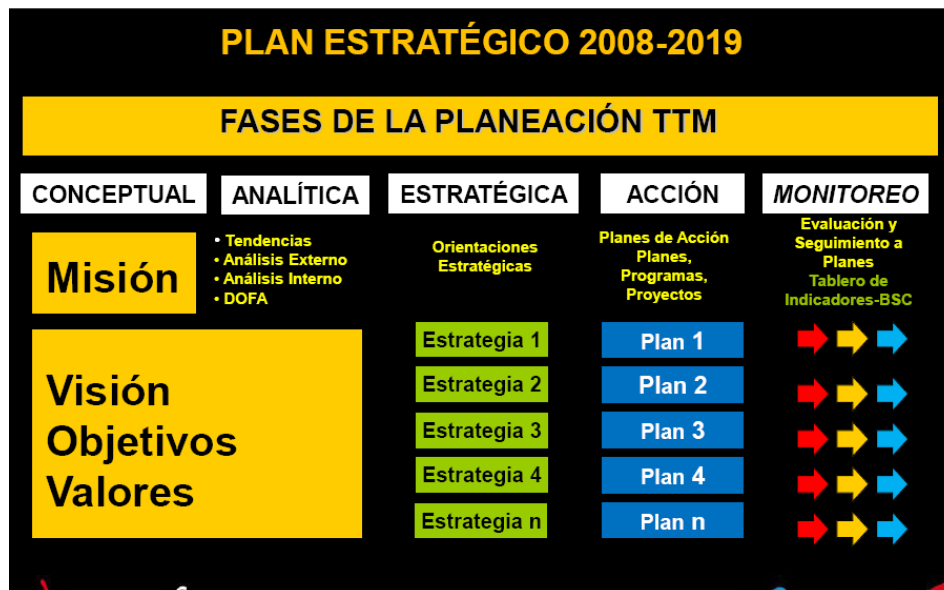 PLAN ESTRATÉGICO 2008-2019
FASES DE LA PLANEACIÓN TTM
CONCEPTUAL
ANALÍTICA
ESTRATÉGICA
ACCIÓN
MONITOREO
Misión
• Tendencias
• Análisis Externo
• Análisis Interno
• DOFA
Orientaciones
Estratégicas
Planes de Acción
Planes,
Programas,
Proyectos
Evaluación y
Seguimiento a
Planes
Tablero de
Indicadores-BSC
Visión
Objetivos
Valores
Estrategia 1
Plan 1
Estrategia 2
Plan 2
Estrategia 3
Plan 3
Estrategia 4
Plan 4
Estrategia n
Plan n